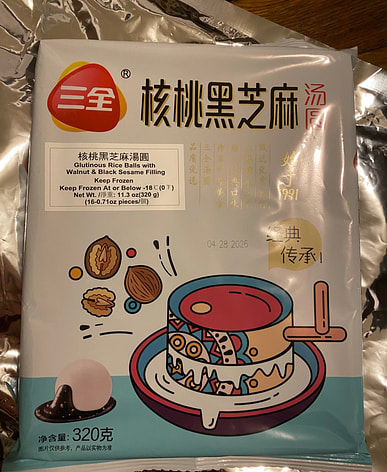 三全
®
核桃黑芝麻
汤圆
核桃黑芝麻湯圓
Glutinous Rice Balls with
Walnut & Black Sesame Filling
Keep Frozen
Keep Frozen At or Below -18℃(0℉)
Net Wt. /淨重: 11.3 oz(320 g)
(16-0.71oz pieces/個)
04 28 2025
经典
传承
净含量: 320克
图片仅供参考，产品以实物为准